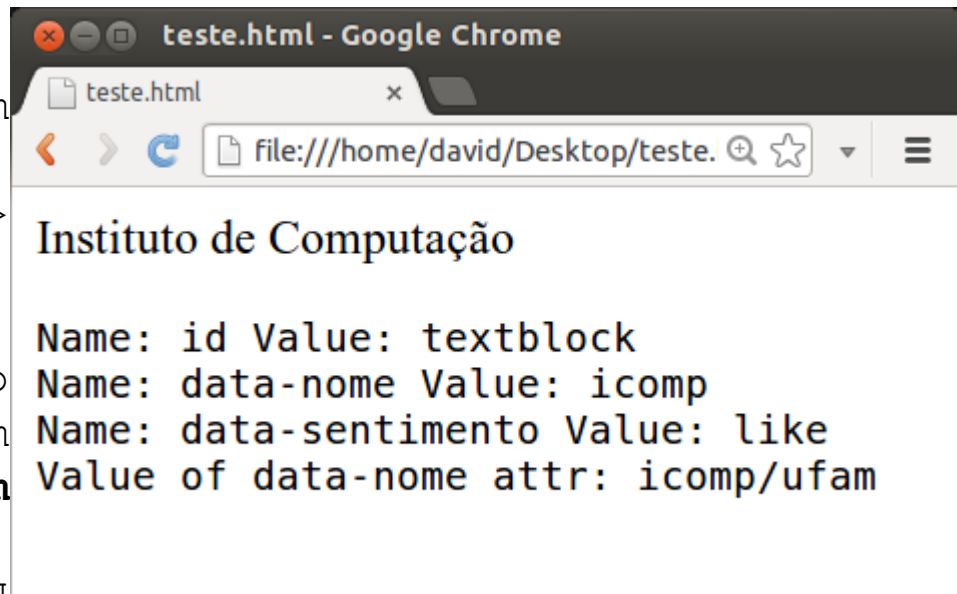 teste.html - Google Chrome
teste.html
file:///home/david/Desktop/teste.
Instituto de Computação
Name: id Value: textblock
Name: data-nome Value: icomp
Name: data-sentimento Value: like
Value of data-nome attr: icomp/ufam